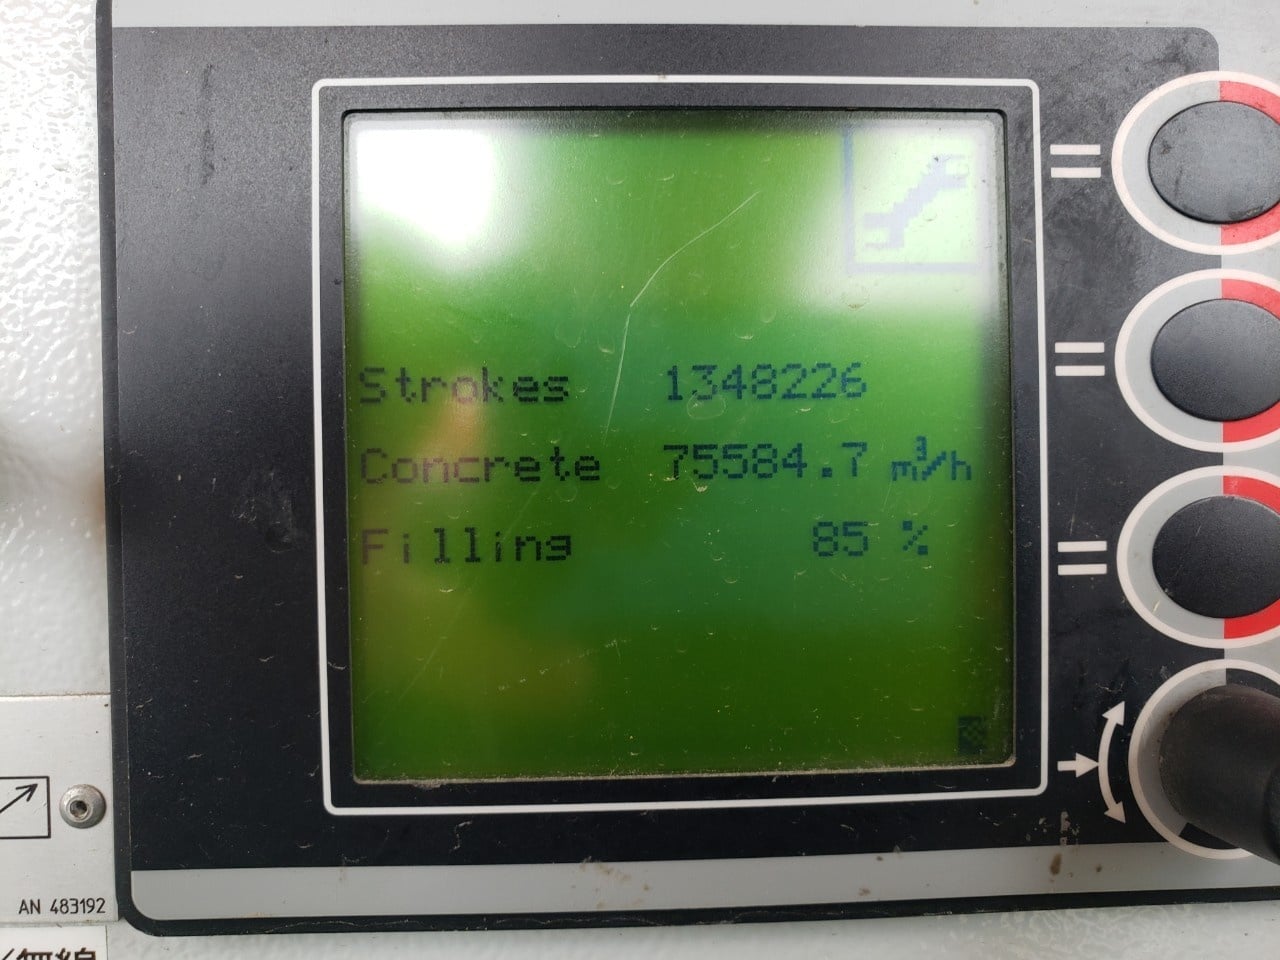 Strokes 1348226
Concrete 75584.7 m³/h
Filling 85 %
AN 483192